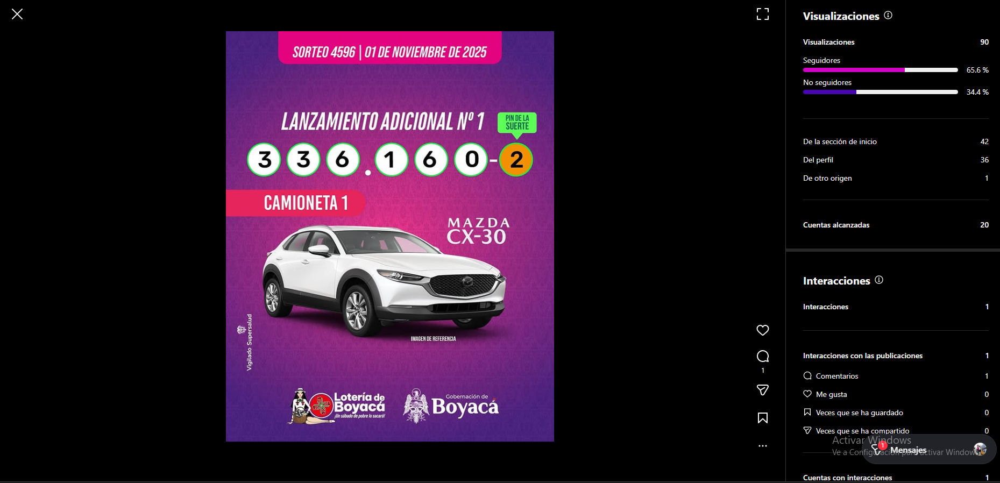 SORTEO 4596 | 01 DE NOVIEMBRE DE 2025
LANZAMIENTO ADICIONAL Nº 1
PIN DE LA
SUERTE
3 3 6 . 1 6 0 - 2
CAMIONETA 1
MAZDA
CX-30
IMAGEN DE REFERENCIA
Vigilado Supersalud
Lotería de
Boyacá
¡Un sábado de pobre lo sacará!
Gobernación de
Boyacá
1
Visualizaciones
Visualizaciones 90
Seguidores
65.6 %
No seguidores
34.4 %
De la sección de inicio 42
Del perfil 36
De otro origen 1
Cuentas alcanzadas 20
Interacciones
Interacciones 1
Interacciones con las publicaciones 1
Comentarios 1
Me gusta 0
Veces que se ha guardado 0
Veces que se ha compartido 0
Activar Windows
Ve a Configuración para activar Windows.
1
Mensajes
Cuentas con interacciones 1